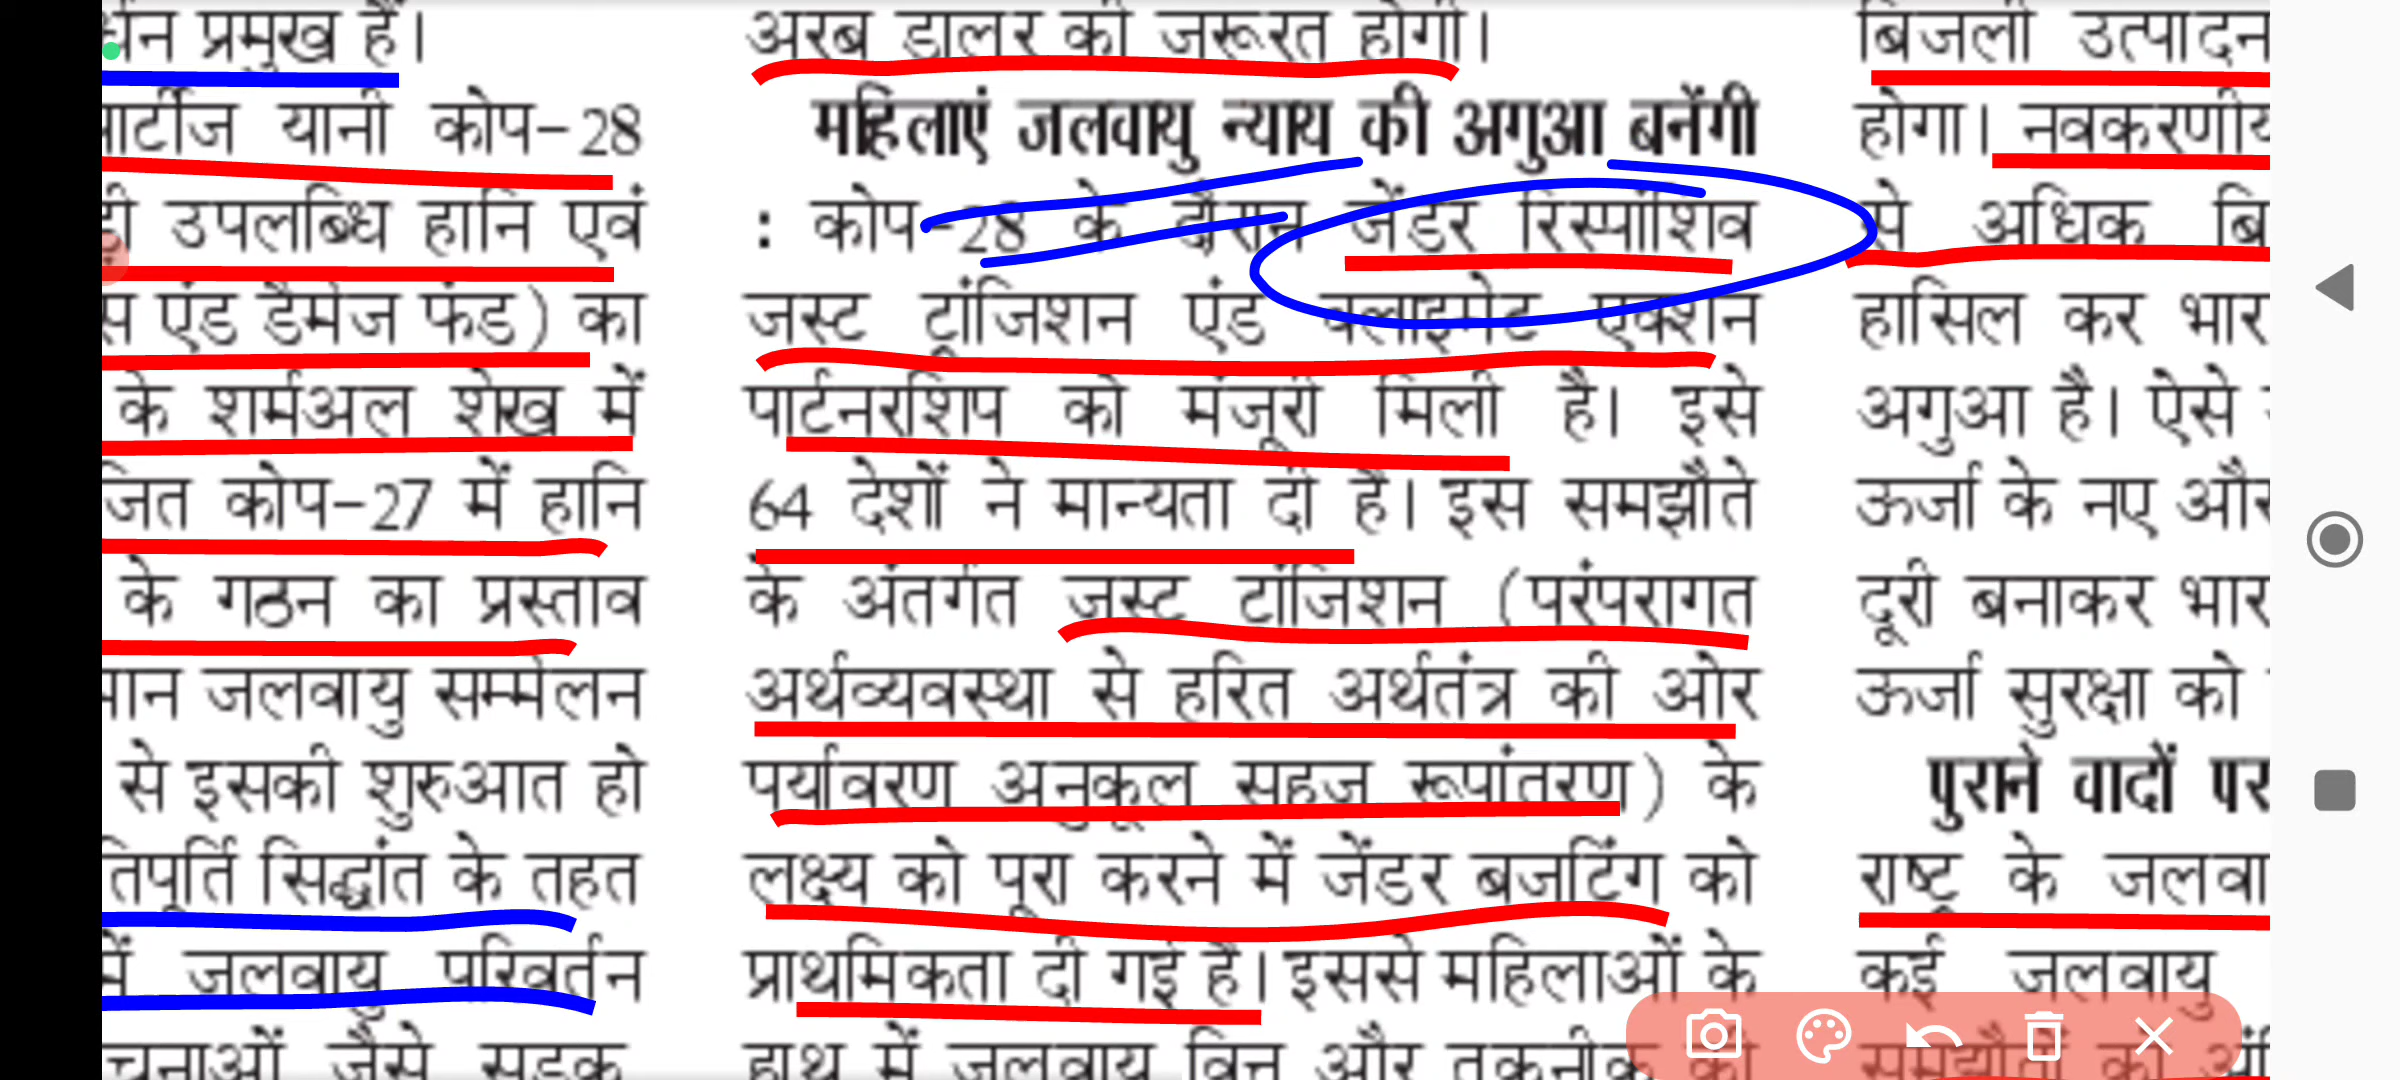 प्रमुख हैं।
पार्टीज यानी कोप-28
उपलब्धि हानि एवं
एंड डैमेज फंड) का
के शर्मअल शेख में
कोप-27 में हानि
के गठन का प्रस्ताव
जलवायु सम्मेलन
से इसकी शुरुआत हो
सिद्धांत के तहत
में जलवायु परिवर्तन
जैसे सड़क
अरब डालर की जरूरत होगी।
महिलाएं जलवायु न्याय की अगुआ बनेंगी
: कोप-28 के दौरान जेंडर रिस्पांशिव
जस्ट ट्रांजिशन एंड क्लाइमेट एक्शन
पार्टनरशिप को मंजूरी मिली है। इसे
64 देशों ने मान्यता दी है। इस समझौते
के अंतर्गत जस्ट टांजिशन (परंपरागत
अर्थव्यवस्था से हरित अर्थतंत्र की ओर
पर्यावरण अनुकूल सहज रूपांतरण) के
लक्ष्य को पूरा करने में जेंडर बजटिंग को
प्राथमिकता दी गई है। इससे महिलाओं के
हाथ में जलवायु वित्त और तकनीक
बिजली उत्पादन
होगा। नवकरणीय
से अधिक
हासिल कर
अगुआ है। ऐसे
ऊर्जा के नए
दूरी बनाकर
ऊर्जा सुरक्षा को
पुराने वादों पर
राष्ट्र के
कई जलवायु
समझौतों